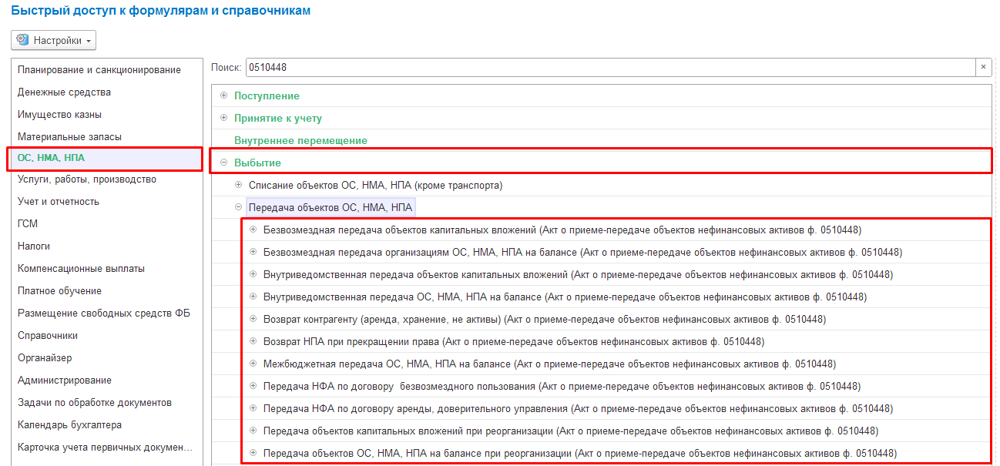 Быстрый доступ к формулярам и справочникам
Настройки
Планирование и санкционирование
Денежные средства
Имущество казны
Материальные запасы
ОС, НМА, НПА
Услуги, работы, производство
Учет и отчетность
ГСМ
Налоги
Компенсационные выплаты
Платное обучение
Размещение свободных средств ФБ
Справочники
Органайзер
Администрирование
Задачи по обработке документов
Календарь бухгалтера
Карточка учета первичных докумен...
Поиск: 0510448 ×
Поступление
Принятие к учету
Внутреннее перемещение
Выбытие
Списание объектов ОС, НМА, НПА (кроме транспорта)
Передача объектов ОС, НМА, НПА
Безвозмездная передача объектов капитальных вложений (Акт о приеме-передаче объектов нефинансовых активов ф. 0510448)
Безвозмездная передача организациям ОС, НМА, НПА на балансе (Акт о приеме-передаче объектов нефинансовых активов ф. 0510448)
Внутриведомственная передача объектов капитальных вложений (Акт о приеме-передаче объектов нефинансовых активов ф. 0510448)
Внутриведомственная передача ОС, НМА, НПА на балансе (Акт о приеме-передаче объектов нефинансовых активов ф. 0510448)
Возврат контрагенту (аренда, хранение, не активы) (Акт о приеме-передаче объектов нефинансовых активов ф. 0510448)
Возврат НПА при прекращении права (Акт о приеме-передаче объектов нефинансовых активов ф. 0510448)
Межбюджетная передача ОС, НМА, НПА на балансе (Акт о приеме-передаче объектов нефинансовых активов ф. 0510448)
Передача НФА по договору безвозмездного пользования (Акт о приеме-передаче объектов нефинансовых активов ф. 0510448)
Передача НФА по договору аренды, доверительного управления (Акт о приеме-передаче объектов нефинансовых активов ф. 0510448)
Передача объектов капитальных вложений при реорганизации (Акт о приеме-передаче объектов нефинансовых активов ф. 0510448)
Передача объектов ОС, НМА, НПА на балансе при реорганизации (Акт о приеме-передаче объектов нефинансовых активов ф. 0510448)